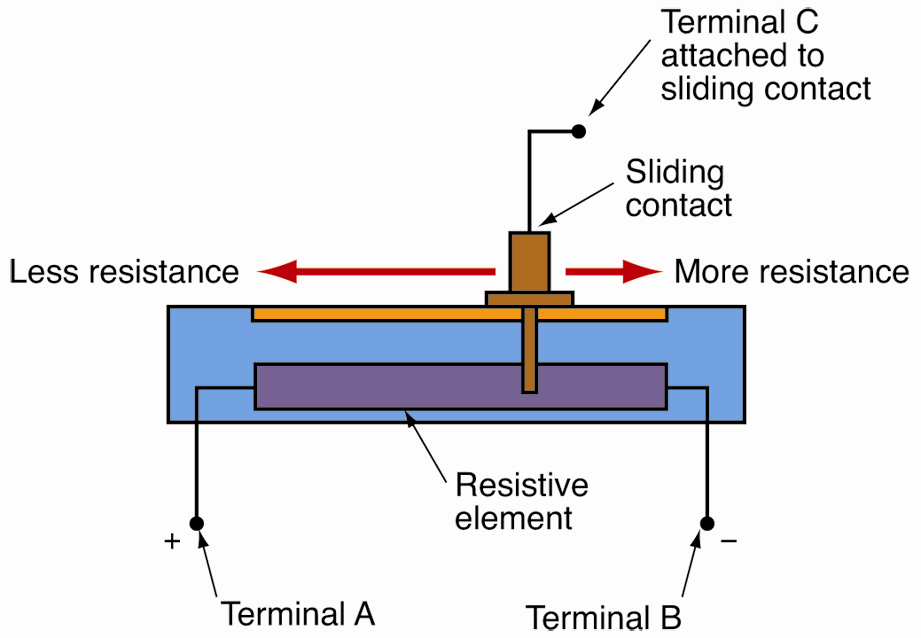 Terminal C
attached to
sliding contact
Sliding
contact
Less resistance
More resistance
Resistive
element
+
−
Terminal A
Terminal B